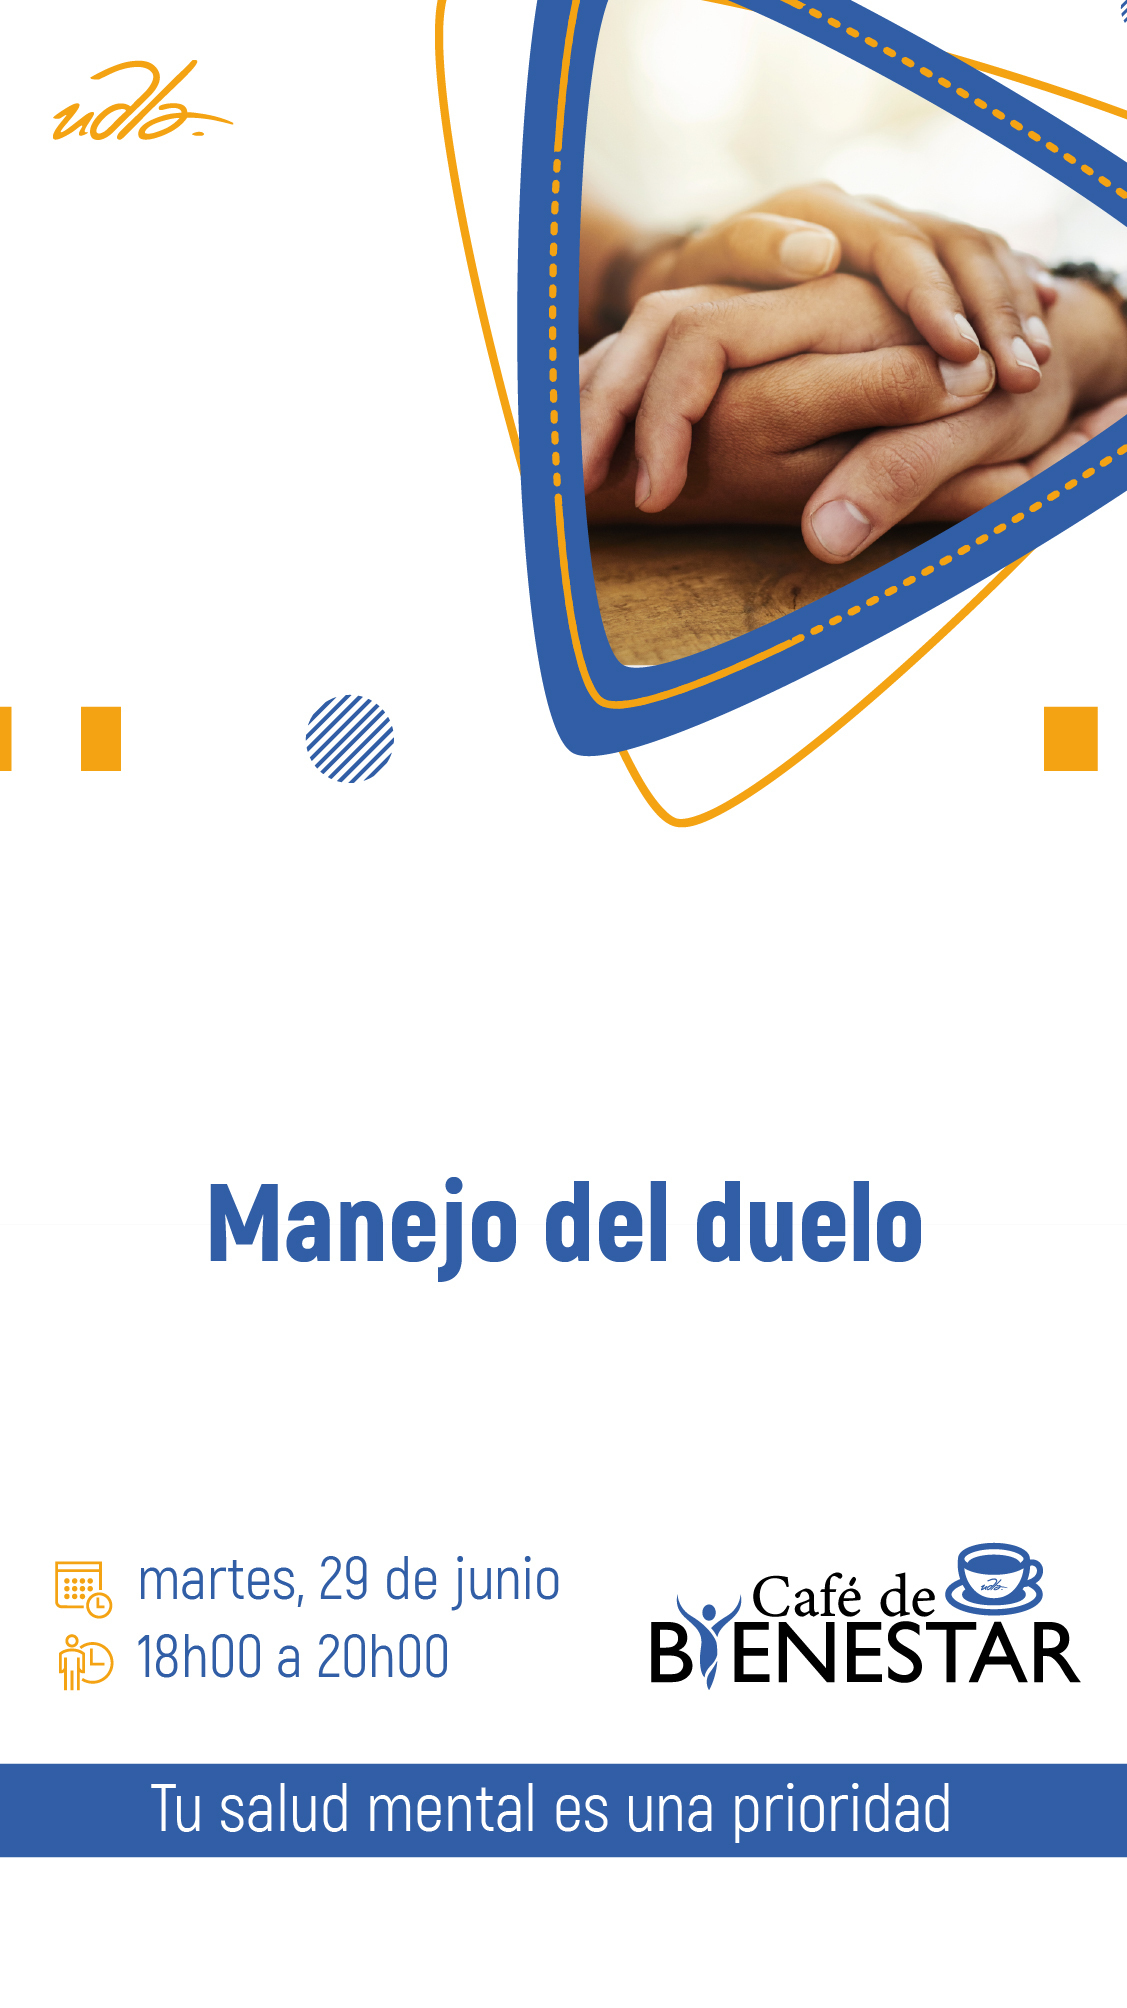 udla.
Manejo del duelo
martes, 29 de junio
18h00 a 20h00
Café de
udla.
BIENESTAR
Tu salud mental es una prioridad